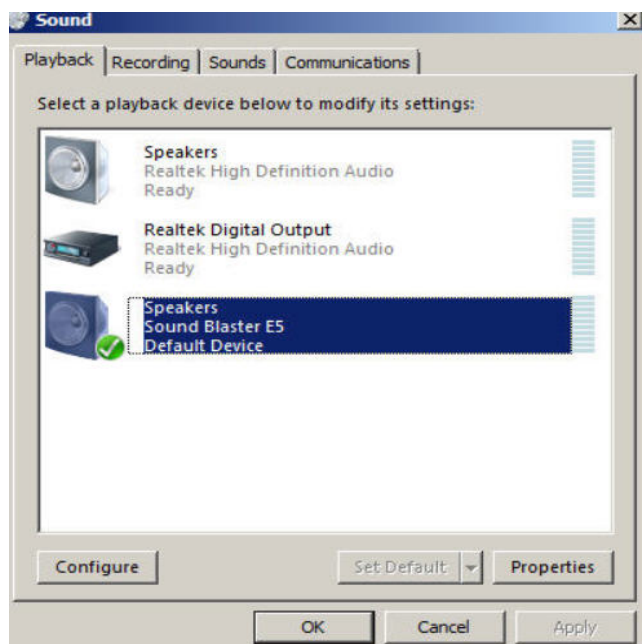 Sound
Playback Recording Sounds Communications
Select a playback device below to modify its settings:
Speakers
Realtek High Definition Audio
Ready
Realtek Digital Output
Realtek High Definition Audio
Ready
Speakers
Sound Blaster E5
Default Device
Configure Set Default Properties
OK Cancel Apply